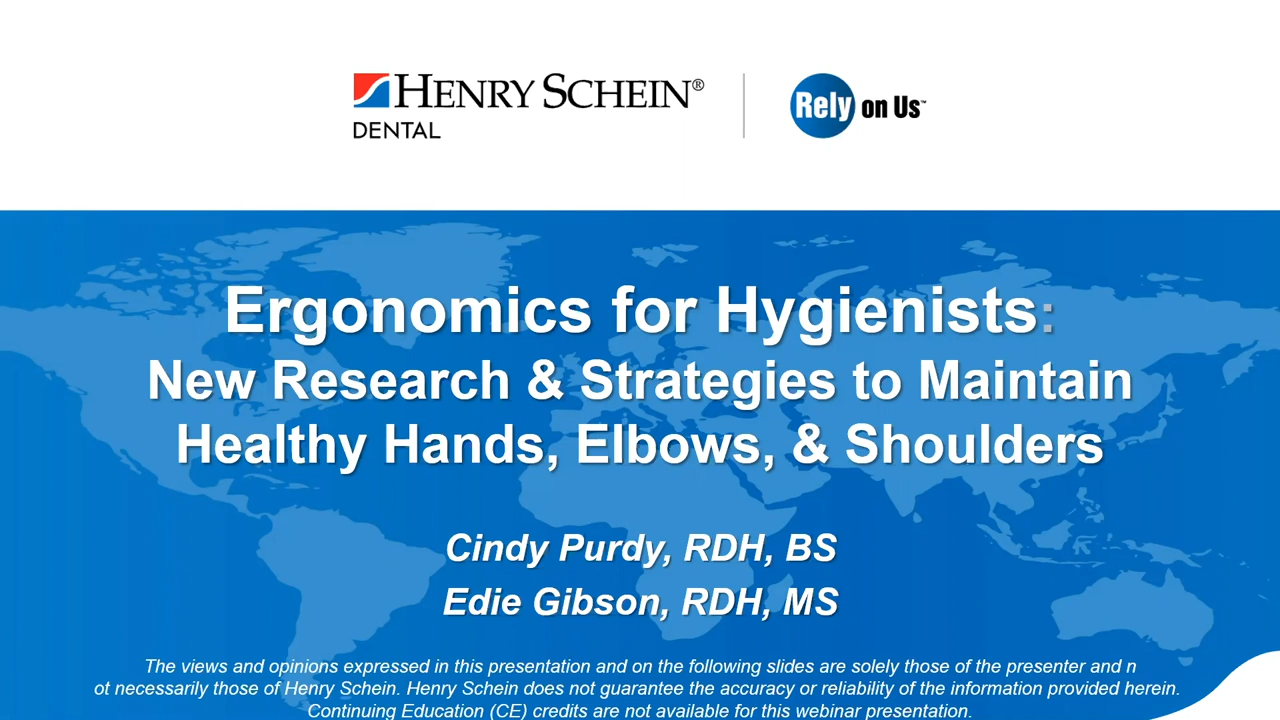 HENRY SCHEIN®
DENTAL
Rely on Us™
Ergonomics for Hygienists:
New Research & Strategies to Maintain
Healthy Hands, Elbows, & Shoulders
Cindy Purdy, RDH, BS
Edie Gibson, RDH, MS
The views and opinions expressed in this presentation and on the following slides are solely those of the presenter and n
ot necessarily those of Henry Schein. Henry Schein does not guarantee the accuracy or reliability of the information provided herein.
Continuing Education (CE) credits are not available for this webinar presentation.